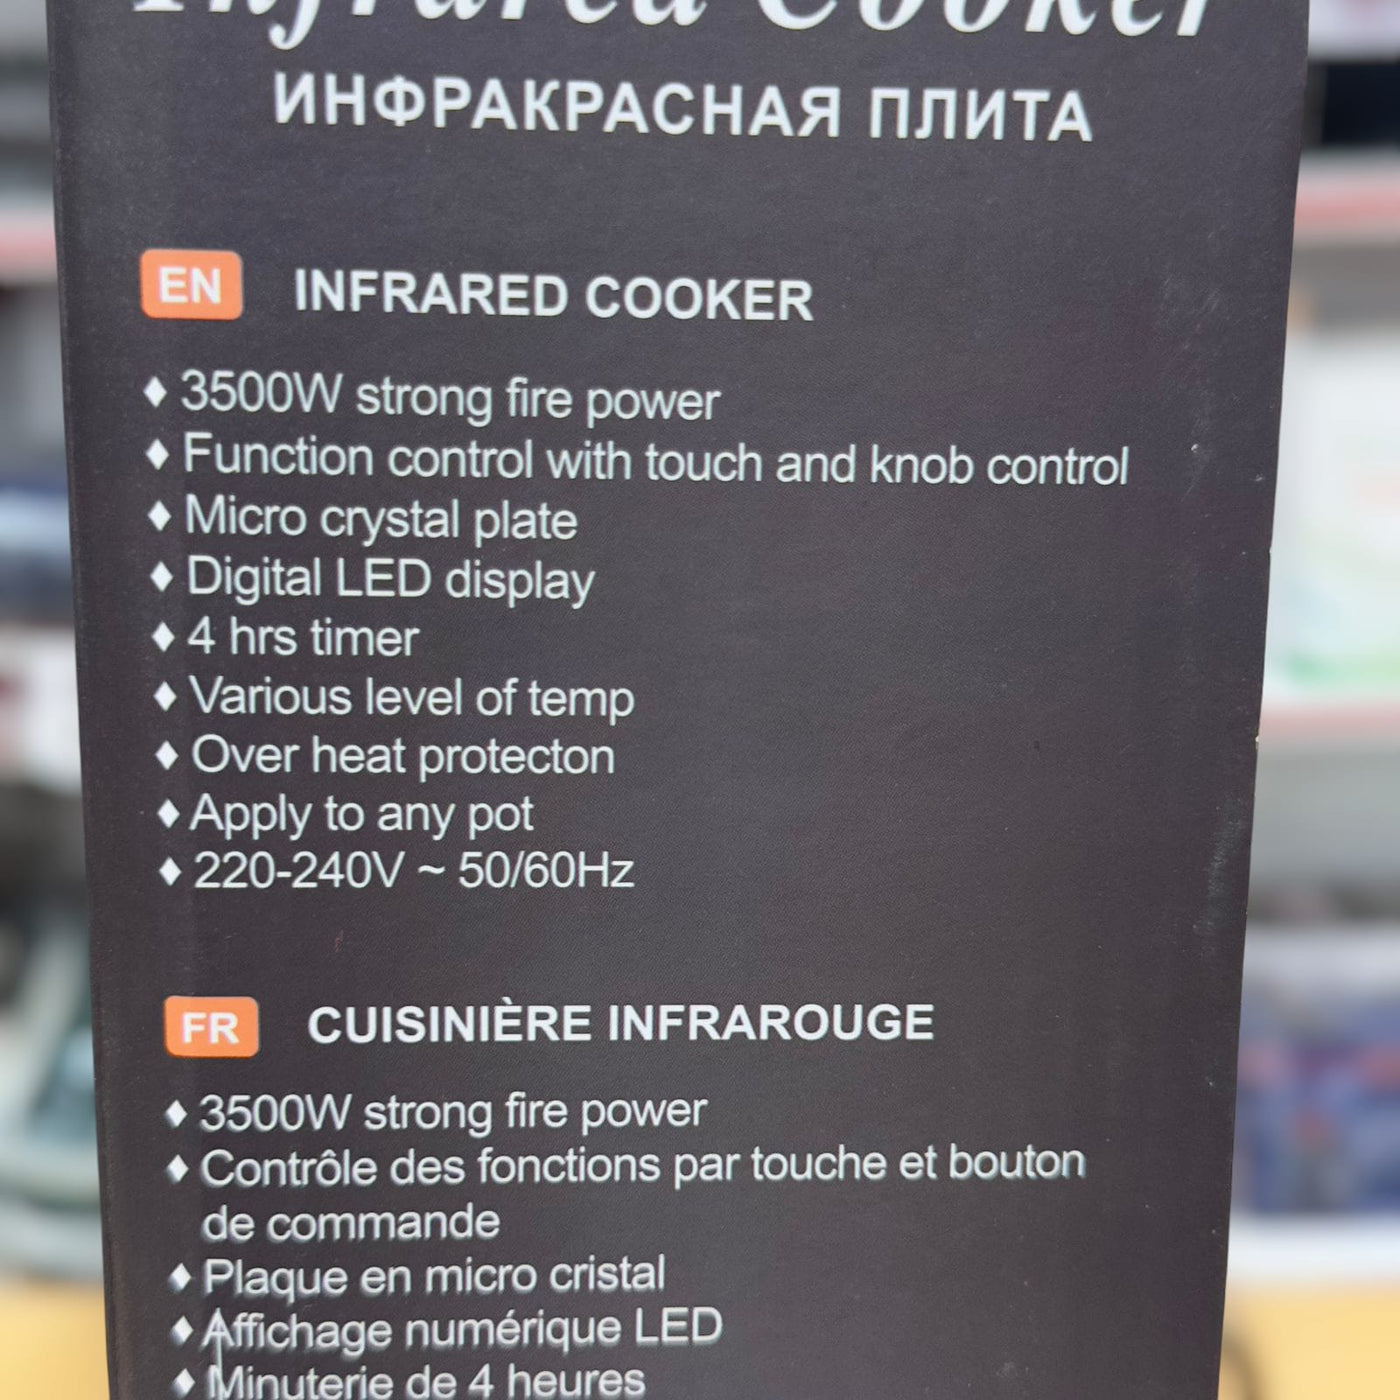 Infrared Cooker
ИНФРАКРАСНАЯ ПЛИТА
EN INFRARED COOKER
♦ 3500W strong fire power
♦ Function control with touch and knob control
♦ Micro crystal plate
♦ Digital LED display
♦ 4 hrs timer
♦ Various level of temp
♦ Over heat protecton
♦ Apply to any pot
♦ 220-240V ~ 50/60Hz
FR CUISINIÈRE INFRAROUGE
♦ 3500W strong fire power
♦ Contrôle des fonctions par touche et bouton
de commande
♦ Plaque en micro cristal
♦ Affichage numérique LED
♦ Minuterie de 4 heures